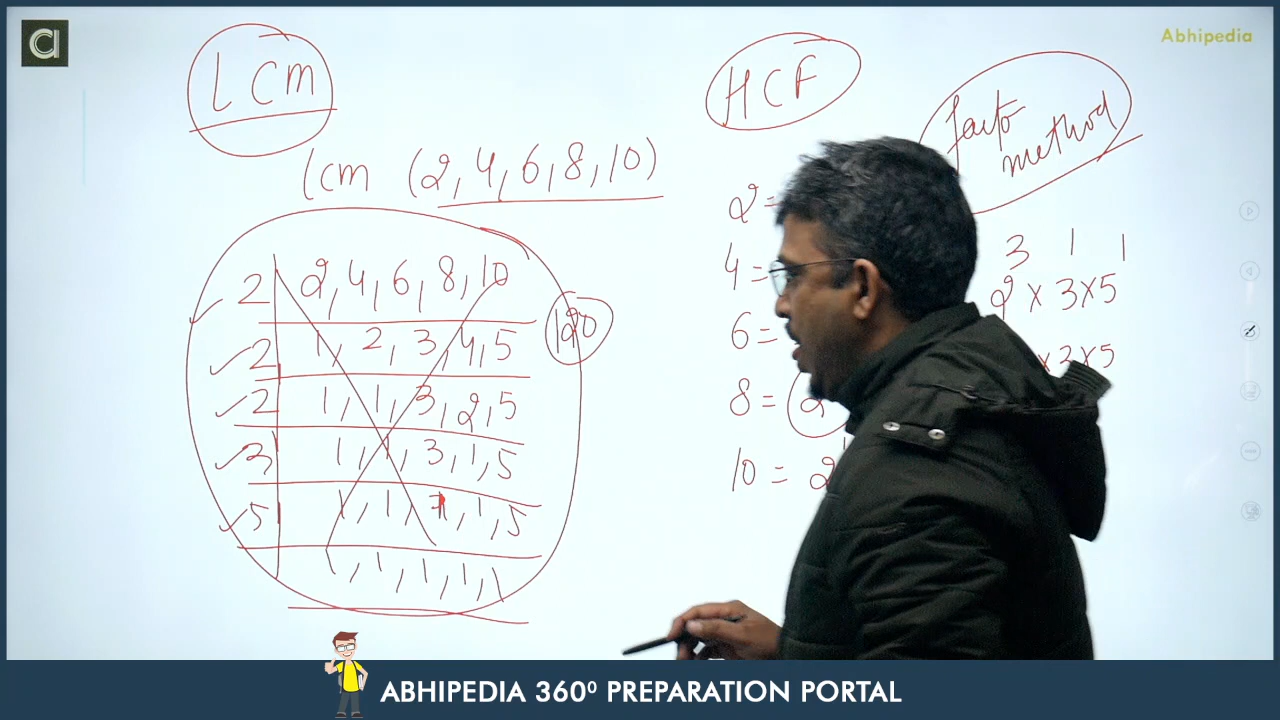 Abhipedia
LCM
HCF
Facto
method
lcm (2,4,6,8,10)
2 2,4,6,8,10
2 1,2,3,4,5
2 1,1,3,2,5
3 1,1,3,1,5
5 1,1,1,1,5
1,1,1,1,1
120
2=
4=
6=
8= 2
10= 2
3 1 1
2×3×5
×3×5
ABHIPEDIA 360⁰ PREPARATION PORTAL